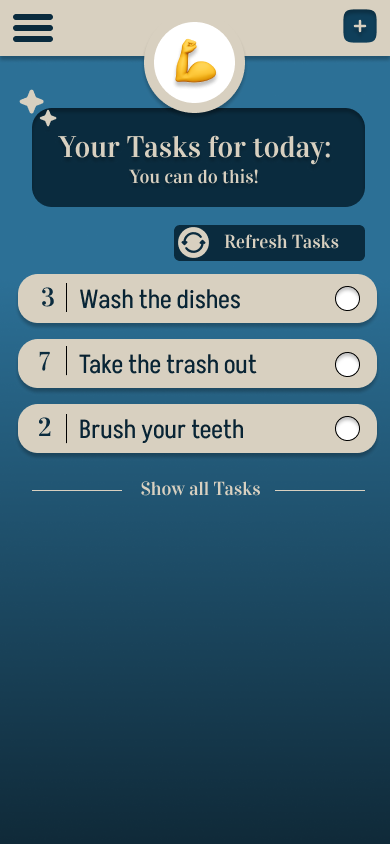 Your Tasks for today:
You can do this!
Refresh Tasks
3 Wash the dishes
7 Take the trash out
2 Brush your teeth
Show all Tasks